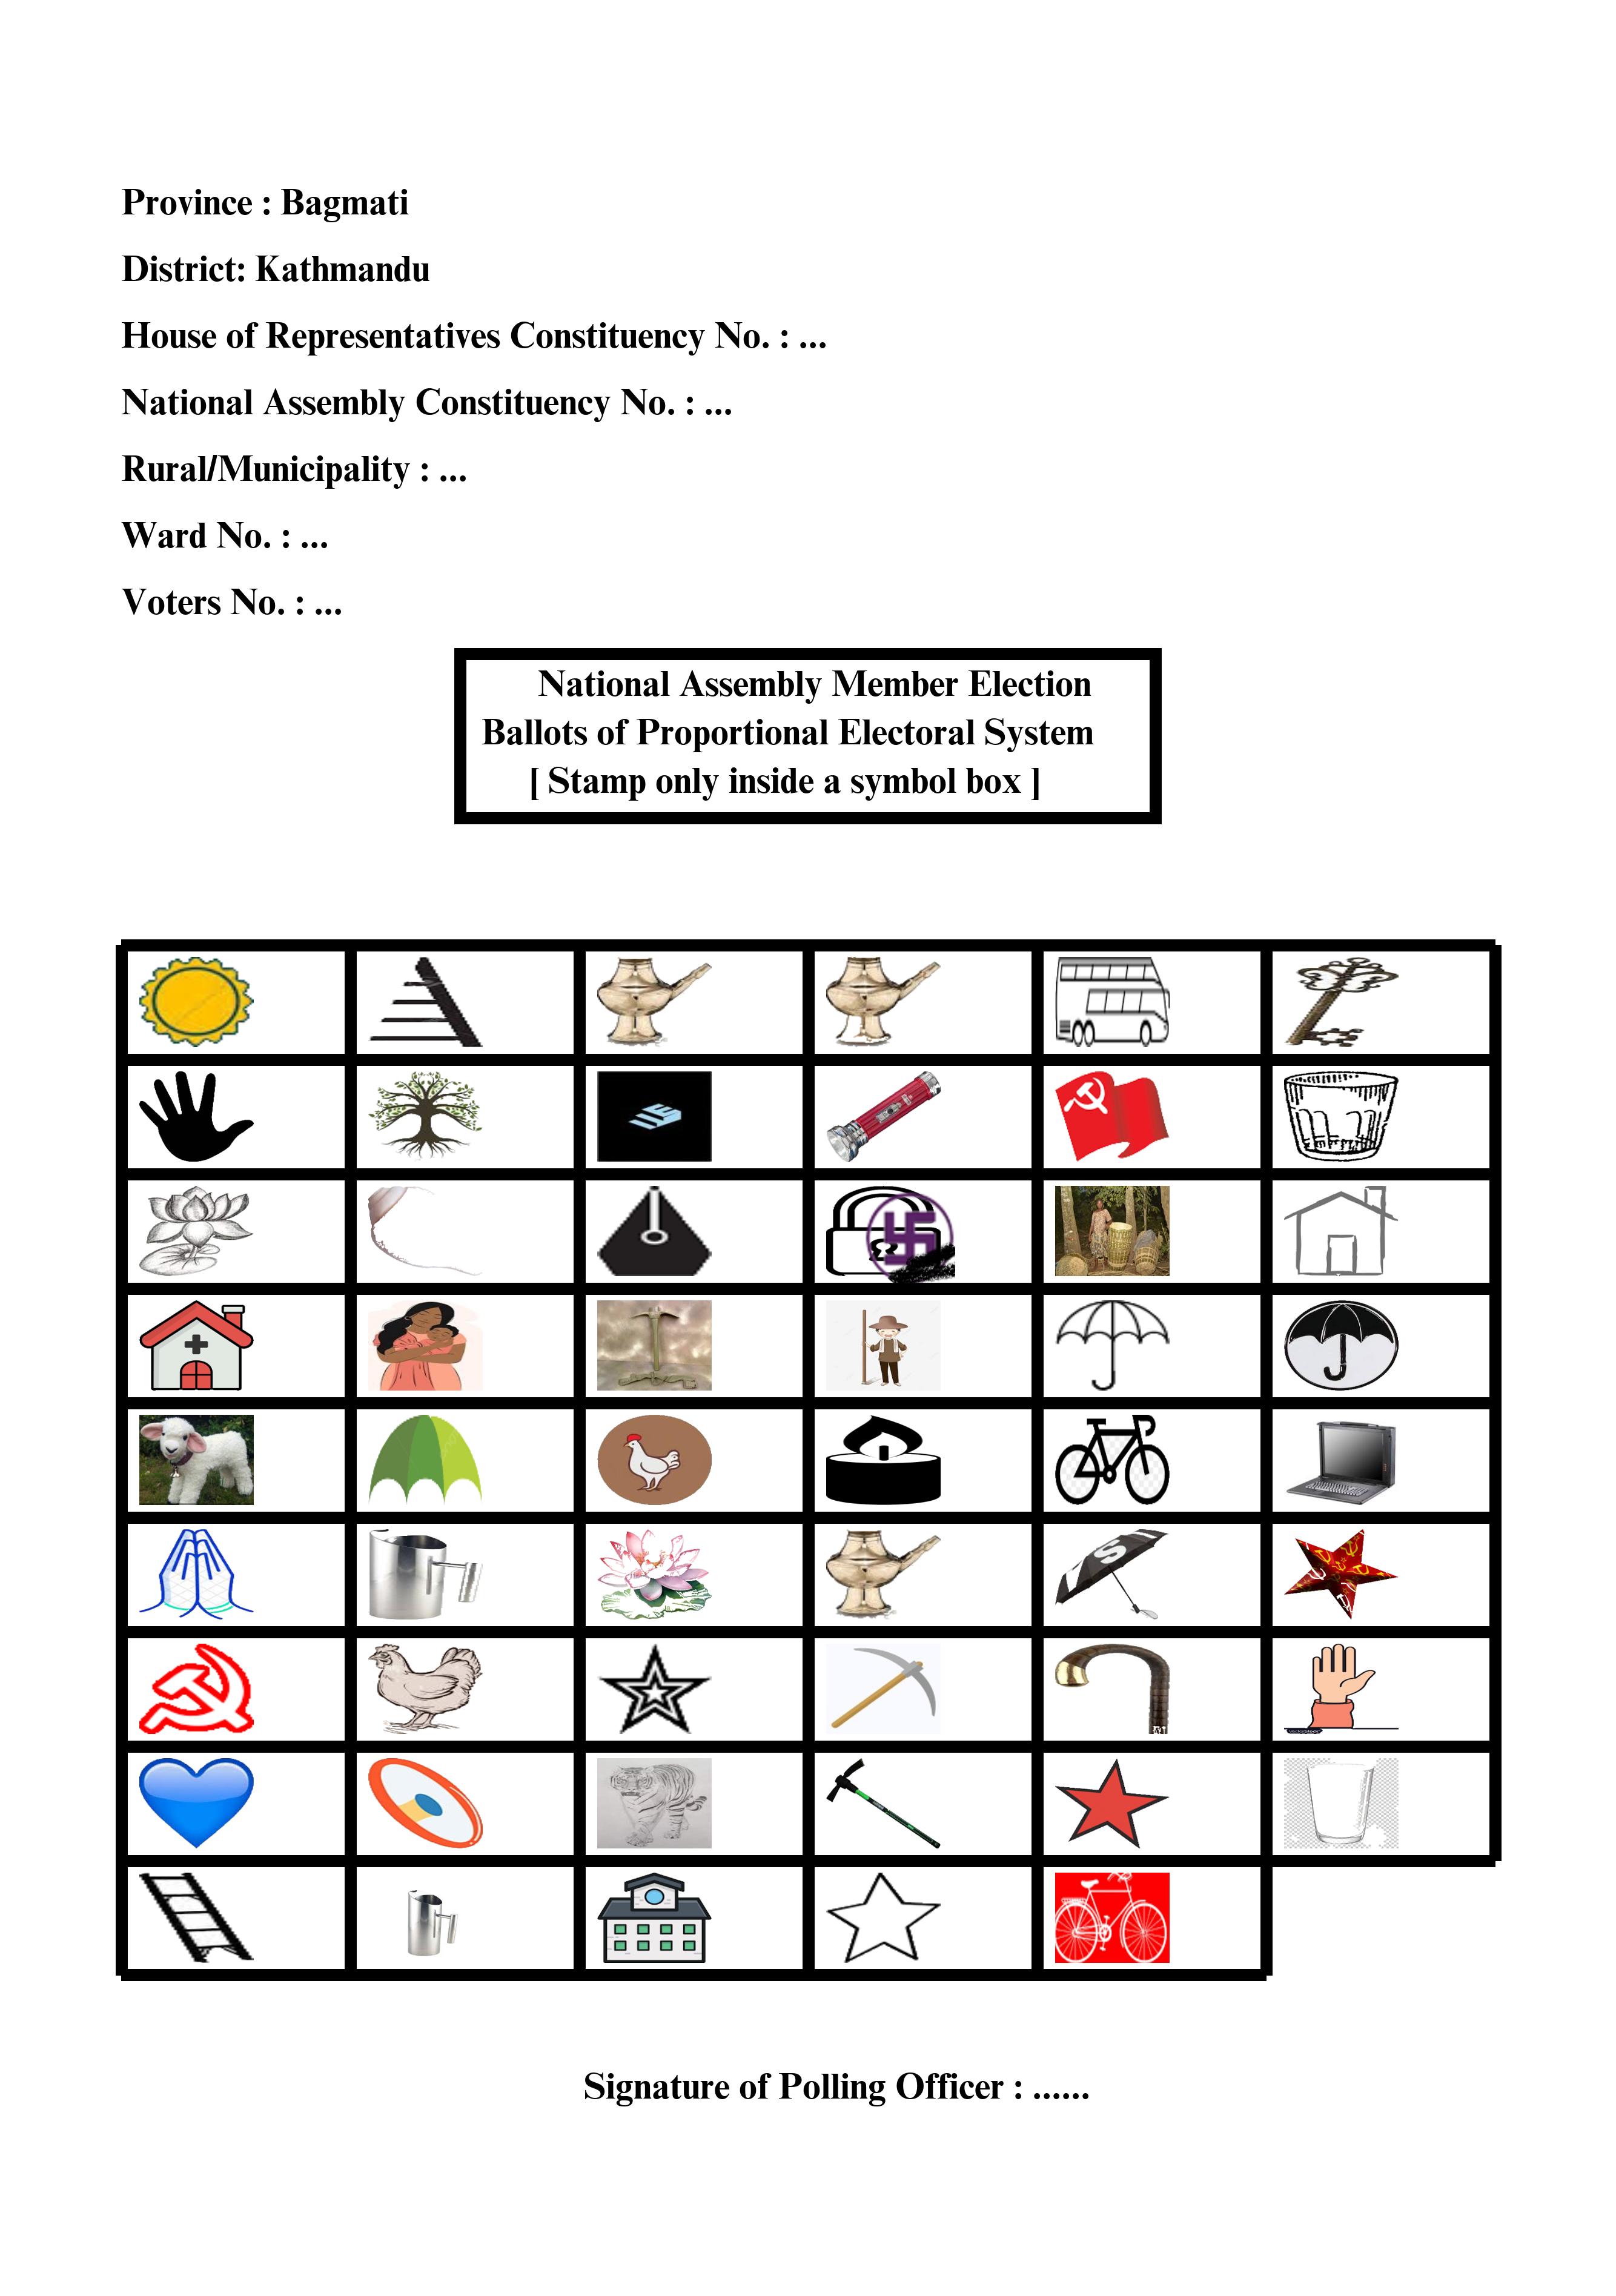 Province : Bagmati
District: Kathmandu
House of Representatives Constituency No. : ...
National Assembly Constituency No. : ...
Rural/Municipality : ...
Ward No. : ...
Voters No. : ...
National Assembly Member Election
Ballots of Proportional Electoral System
[ Stamp only inside a symbol box ]
Signature of Polling Officer : ......